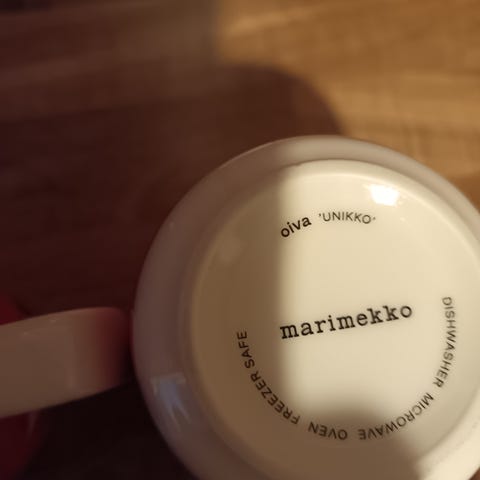 oiva 'UNIKKO'
marimekko
DISHWASHER MICROWAVE OVEN FREEZER SAFE